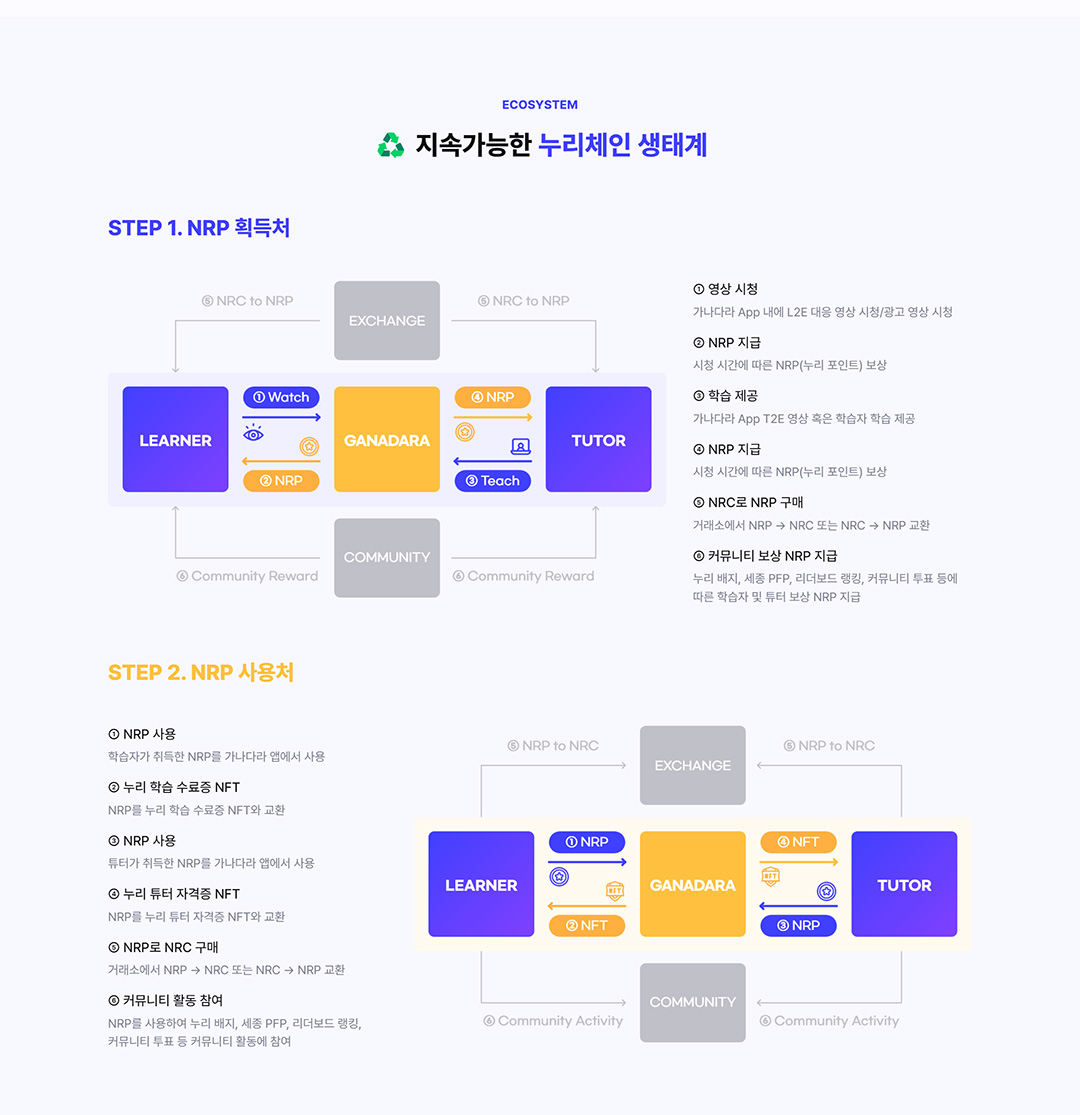 ECOSYSTEM
지속가능한 누리체인 생태계
STEP 1. NRP 획득처
⑤ NRC to NRP
EXCHANGE
⑤ NRC to NRP
LEARNER
① Watch
② NRP
GANADARA
④ NRP
③ Teach
TUTOR
COMMUNITY
⑥ Community Reward
⑥ Community Reward
① 영상 시청
가나다라 App 내에 L2E 대응 영상 시청/광고 영상 시청
② NRP 지급
시청 시간에 따른 NRP(누리 포인트) 보상
③ 학습 제공
가나다라 App T2E 영상 혹은 학습자 학습 제공
④ NRP 지급
시청 시간에 따른 NRP(누리 포인트) 보상
⑤ NRC로 NRP 구매
거래소에서 NRP → NRC 또는 NRC → NRP 교환
⑥ 커뮤니티 보상 NRP 지급
누리 배지, 세종 PFP, 리더보드 랭킹, 커뮤니티 투표 등에
따른 학습자 및 튜터 보상 NRP 지급
STEP 2. NRP 사용처
① NRP 사용
학습자가 취득한 NRP를 가나다라 앱에서 사용
② 누리 학습 수료증 NFT
NRP를 누리 학습 수료증 NFT와 교환
③ NRP 사용
튜터가 취득한 NRP를 가나다라 앱에서 사용
④ 누리 튜터 자격증 NFT
NRP를 누리 튜터 자격증 NFT와 교환
⑤ NRP로 NRC 구매
거래소에서 NRP → NRC 또는 NRC → NRP 교환
⑥ 커뮤니티 활동 참여
NRP를 사용하여 누리 배지, 세종 PFP, 리더보드 랭킹,
커뮤니티 투표 등 커뮤니티 활동에 참여
⑤ NRP to NRC
EXCHANGE
⑤ NRP to NRC
LEARNER
① NRP
NFT
② NFT
GANADARA
④ NFT
NFT
③ NRP
TUTOR
COMMUNITY
⑥ Community Activity
⑥ Community Activity